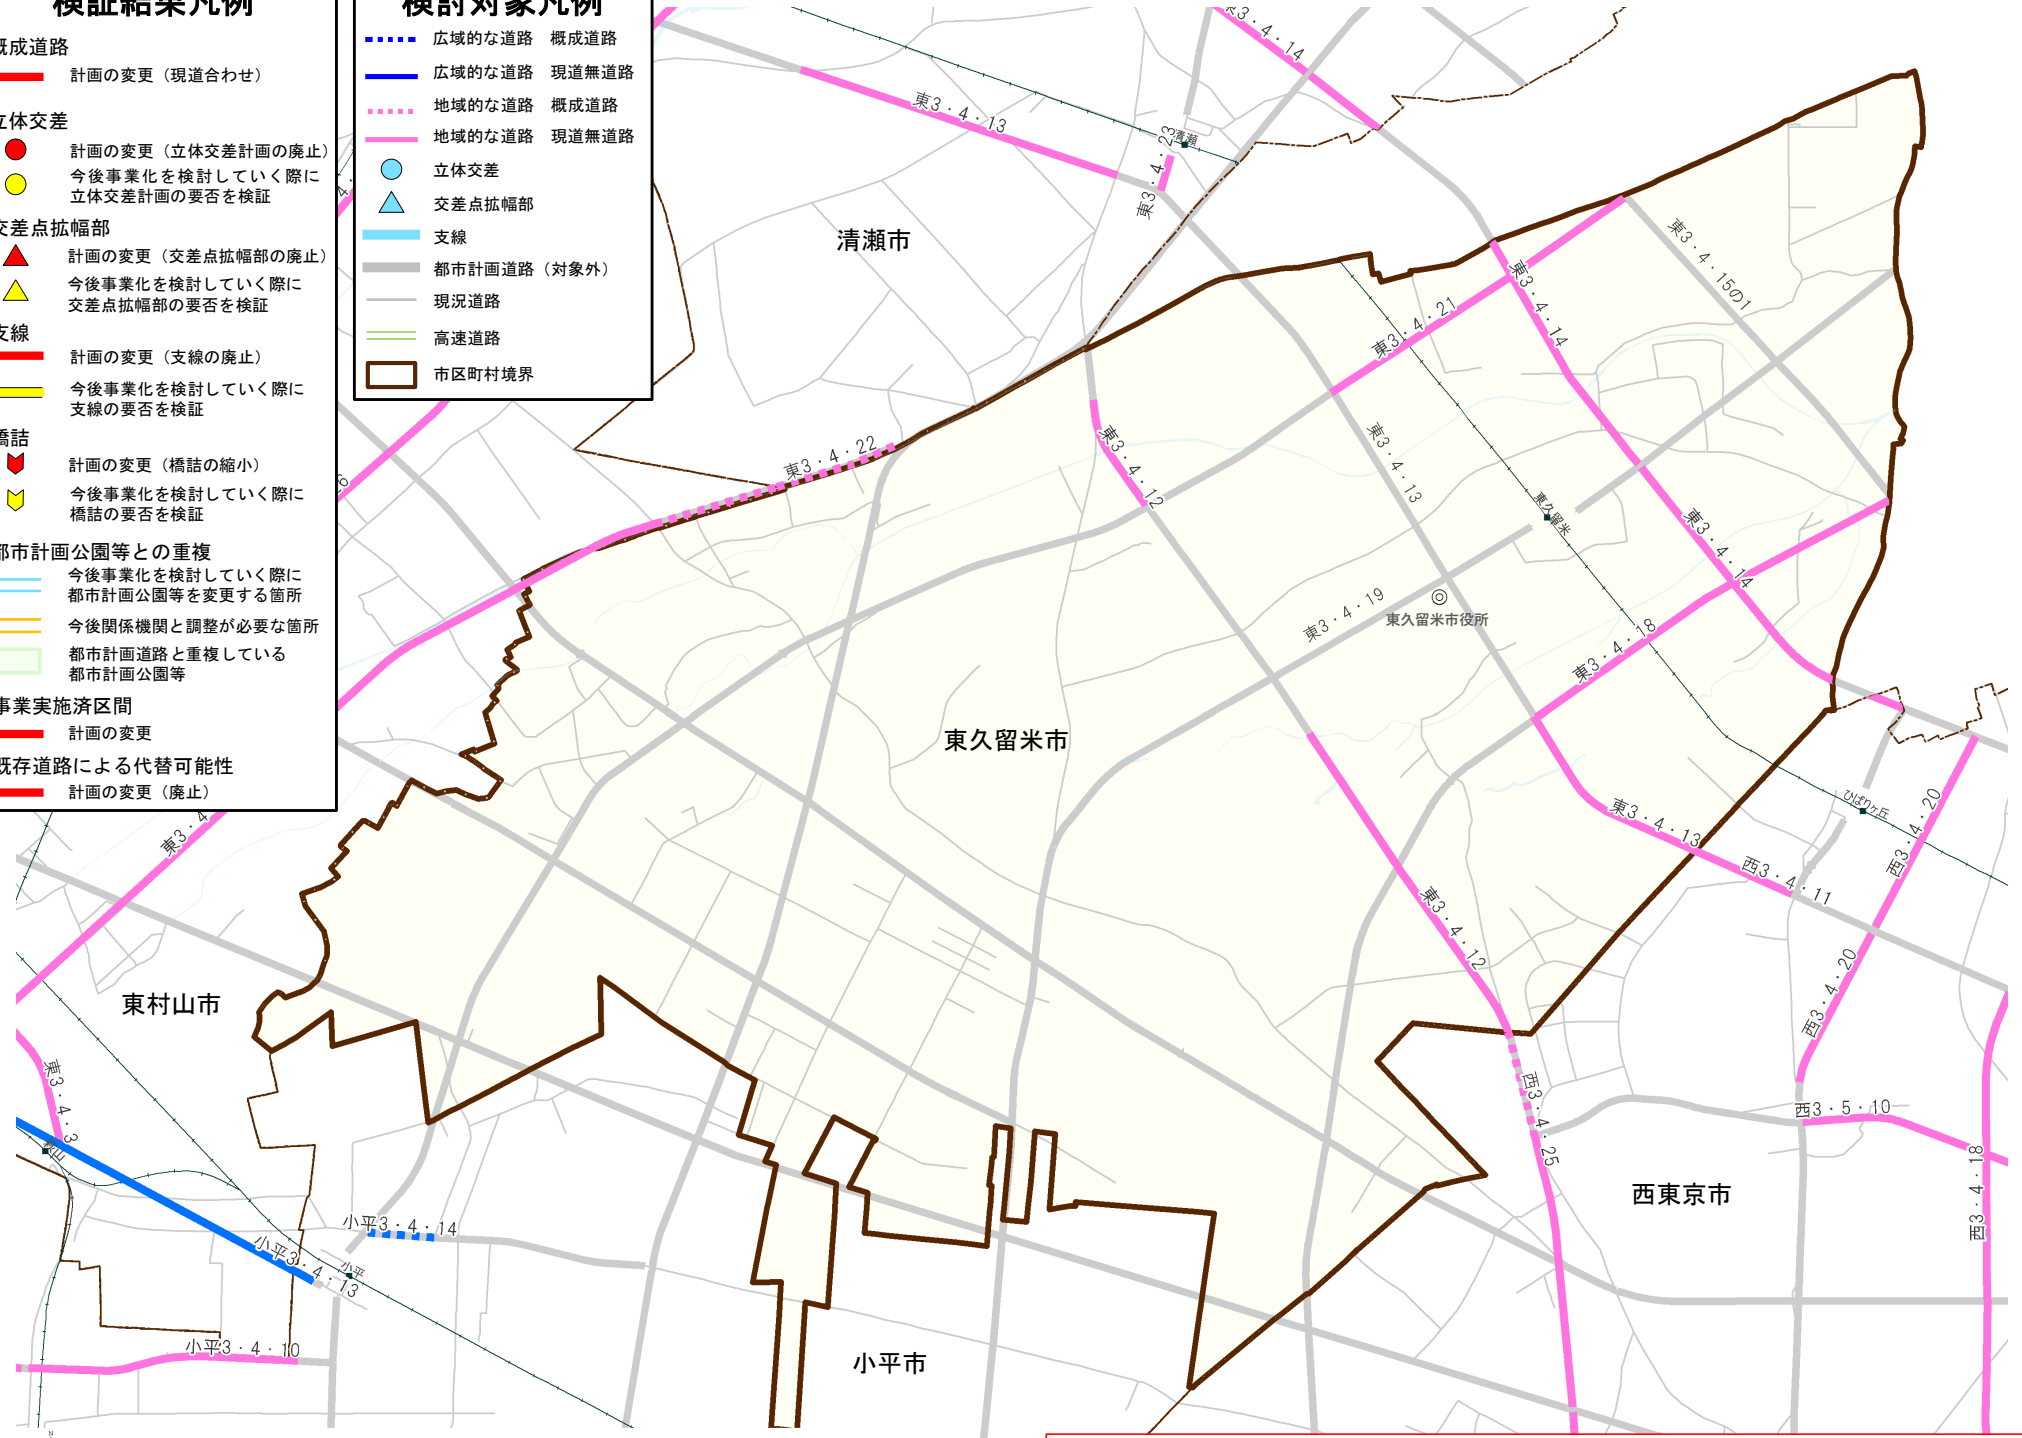 検証結果凡例
概成道路
計画の変更（現道合わせ）
立体交差
計画の変更（立体交差計画の廃止）
今後事業化を検討していく際に
立体交差計画の要否を検証
交差点拡幅部
計画の変更（交差点拡幅部の廃止）
今後事業化を検討していく際に
交差点拡幅部の要否を検証
支線
計画の変更（支線の廃止）
今後事業化を検討していく際に
支線の要否を検証
橋詰
計画の変更（橋詰の縮小）
今後事業化を検討していく際に
橋詰の要否を検証
都市計画公園等との重複
今後事業化を検討していく際に
都市計画公園等を変更する箇所
今後関係機関と調整が必要な箇所
都市計画道路と重複している
都市計画公園等
事業実施済区間
計画の変更
既存道路による代替可能性
計画の変更（廃止）
検討対象凡例
広域的な道路　概成道路
広域的な道路　現道無道路
地域的な道路　概成道路
地域的な道路　現道無道路
立体交差
交差点拡幅部
支線
都市計画道路（対象外）
現況道路
高速道路
市区町村境界
東3・4・14
東3・4・13
東3・4・23
清瀬
清瀬市
東3・4・15の1
東3・4・14
東3・4・21
東3・4・22
東3・4・12
東3・4・13
東久留米
東3・4・14
東3・4・19
東久留米市役所
東3・4・18
東久留米市
東3・4
東3・4・13
西3・4・11
ひばりケ丘
西3・4・20
東3・4・12
西3・4・20
東村山市
東3・4・3
萩山
西3・4・25
西3・5・10
西3・4・18
西東京市
小平3・4・14
小平3・4・13
小平
小平3・4・10
小平市